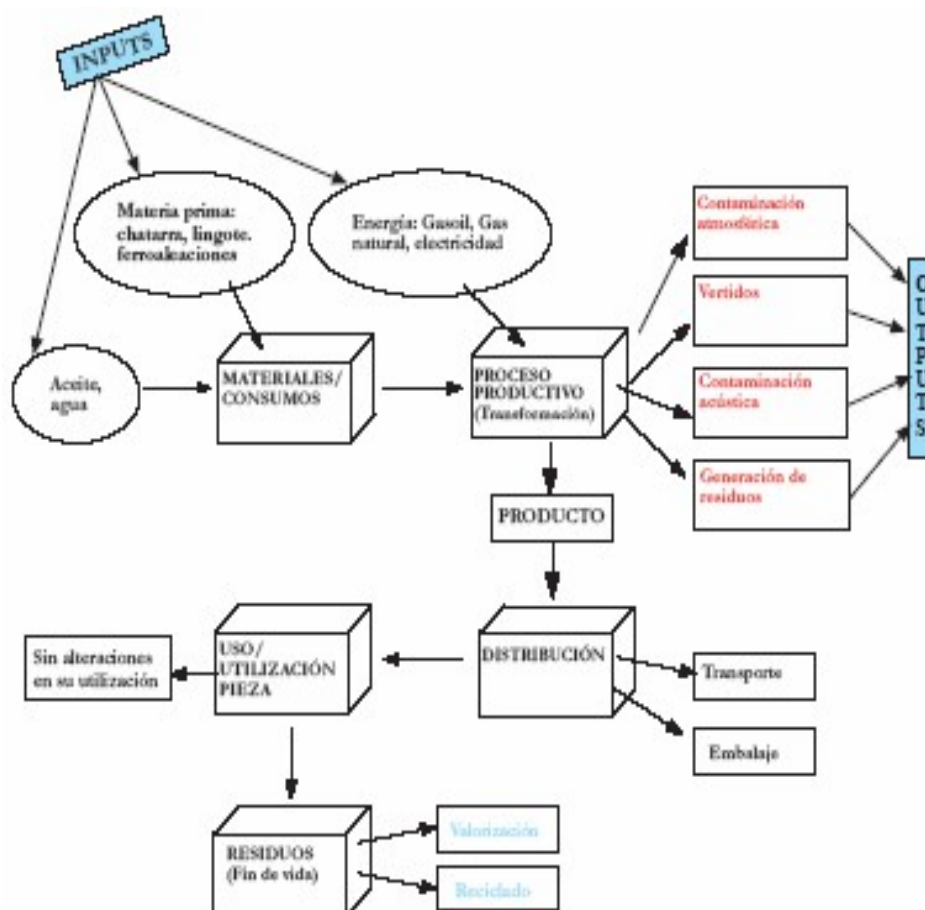 INPUTS
Materia prima:
chatarra, lingote.
ferroaleaciones
Energía: Gasoil, Gas
natural, electricidad
Contaminación
atmosférica
Vertidos
Contaminación
acústica
Generación de
residuos
OUTPUTS
Aceite,
agua
MATERIALES/
CONSUMOS
PROCESO
PRODUCTIVO
(Transformación)
PRODUCTO
DISTRIBUCIÓN
Transporte
Embalaje
USO/
UTILIZACIÓN
PIEZA
Sin alteraciones
en su utilización
RESIDUOS
(Fin de vida)
Valorización
Reciclado